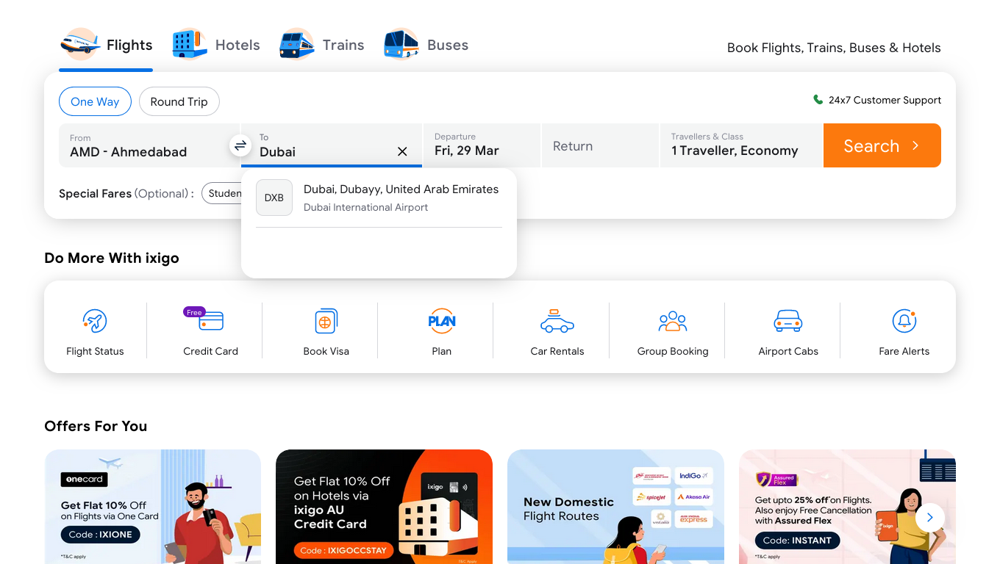 Flights
Hotels
Trains
Buses
Book Flights, Trains, Buses & Hotels
One Way
Round Trip
24x7 Customer Support
From
AMD - Ahmedabad
To
Dubai
Departure
Fri, 29 Mar
Return
Travellers & Class
1 Traveller, Economy
Search
Special Fares (Optional) :
Studen
DXB
Dubai, Dubayy, United Arab Emirates
Dubai International Airport
Do More With ixigo
Flight Status
Free
Credit Card
Book Visa
PLAN
Plan
Car Rentals
Group Booking
Airport Cabs
Fare Alerts
Offers For You
onecard
Get Flat 10% Off
on Flights via One Card
Code : IXIONE
*T&C apply
Get Flat 10% Off
on Hotels via
ixigo AU
Credit Card
Code : IXIGOCCSTAY
ixigo
T&C Apply
New Domestic
Flight Routes
IndiGo
spicejet
Akasa Air
vistara
AIR INDIA
express
Assured
Flex
Get upto 25% off* on Flights.
Also enjoy Free Cancellation
with Assured Flex
Code: INSTANT
*T&C apply
ixigo